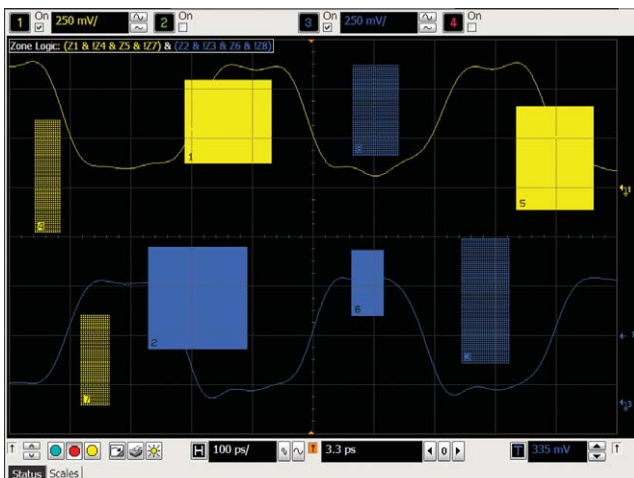 1 On 250 mV/ 2 On 3 On 250 mV/ 4 On
Zone Logic: (Z1 & !Z4 & Z5 & !Z7) & (Z2 & !Z3 & Z6 & !Z8)
1
5
2
6
7
H 100 ps/ 3.3 ps 0 T 335 mV
Status Scales